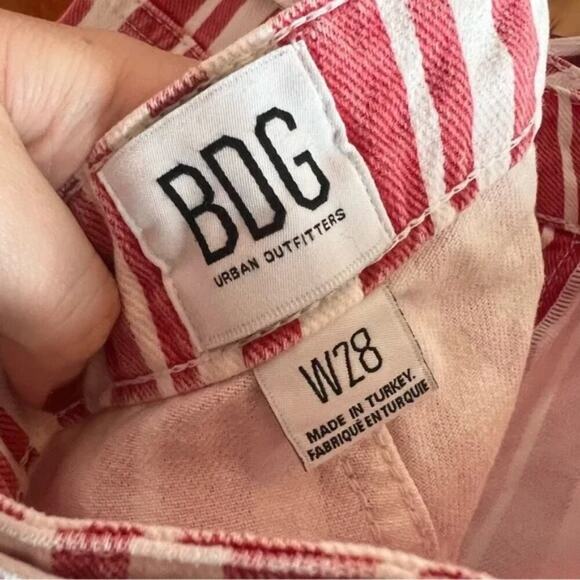 BDG
URBAN OUTFITTERS
W28
MADE IN TURKEY.
FABRIQUÉ EN TURQUIE